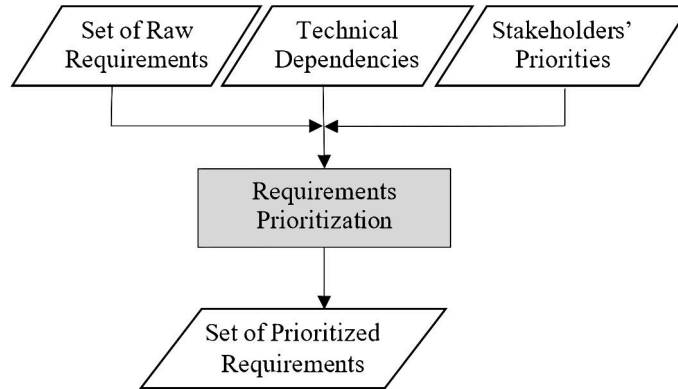 Set of Raw
Requirements
Technical
Dependencies
Stakeholders’
Priorities
Requirements
Prioritization
Set of Prioritized
Requirements